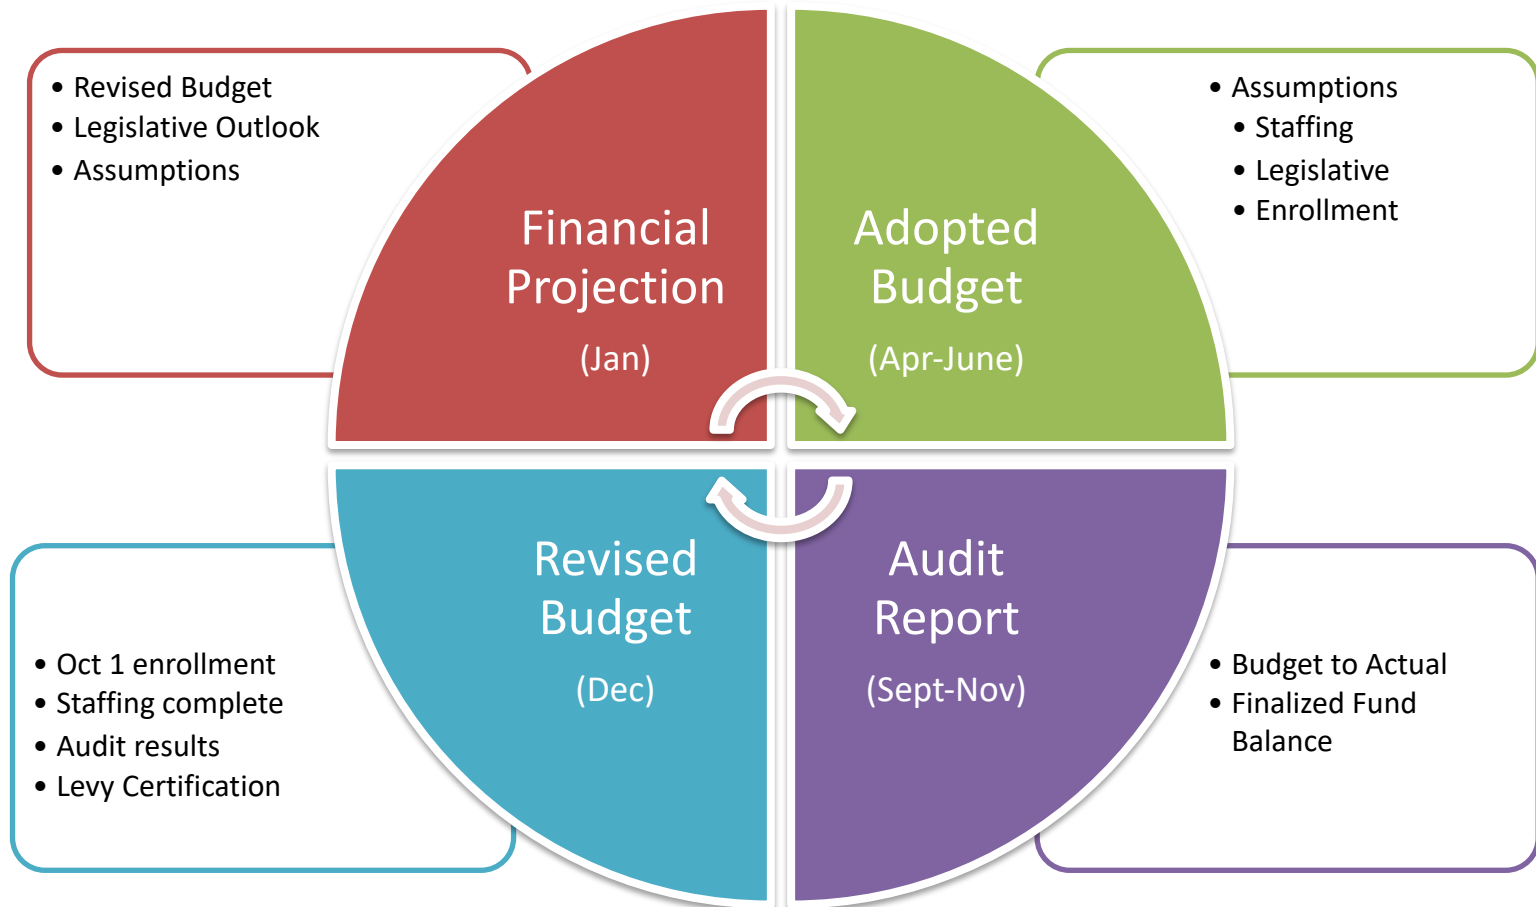 • Revised Budget
• Legislative Outlook
• Assumptions
Financial
Projection
(Jan)
Adopted
Budget
(Apr-June)
• Assumptions
• Staffing
• Legislative
• Enrollment
• Oct 1 enrollment
• Staffing complete
• Audit results
• Levy Certification
Revised
Budget
(Dec)
Audit
Report
(Sept-Nov)
• Budget to Actual
• Finalized Fund
Balance